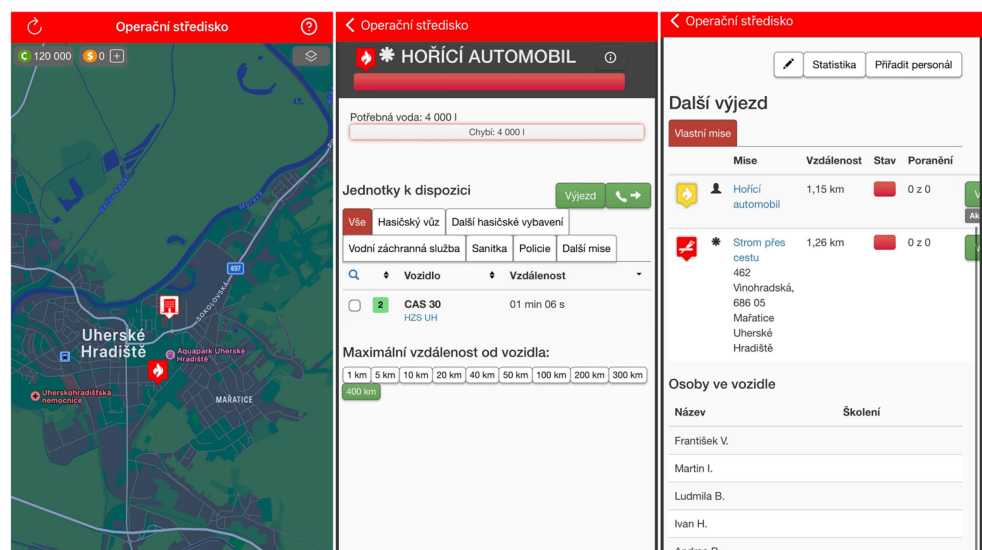 Operační středisko
120 000
0
Morava
497
SOKOLOVSKÁ
Uherské
Hradiště
Aquapark Uherské
Hradiště
Uherskohradišťská
nemocnice
MAŘATICE
Operační středisko
HOŘÍCÍ AUTOMOBIL
Potřebná voda: 4 000 l
Chybí: 4 000 l
Jednotky k dispozici
Výjezd
Vše Hasičský vůz Další hasičské vybavení
Vodní záchranná služba Sanitka Policie Další mise
Vozidlo Vzdálenost
2 CAS 30 01 min 06 s
HZS UH
Maximální vzdálenost od vozidla:
1 km 5 km 10 km 20 km 40 km 50 km 100 km 200 km 300 km
400 km
Operační středisko
Statistika Přiřadit personál
Další výjezd
Vlastní mise
Mise Vzdálenost Stav Poranění
Hořící 1,15 km 0 z 0
automobil
Ak
Strom přes 1,26 km 0 z 0
cestu
462
Vinohradská,
686 05
Mařatice
Uherské
Hradiště
Osoby ve vozidle
Název Školení
František V.
Martin I.
Ludmila B.
Ivan H.